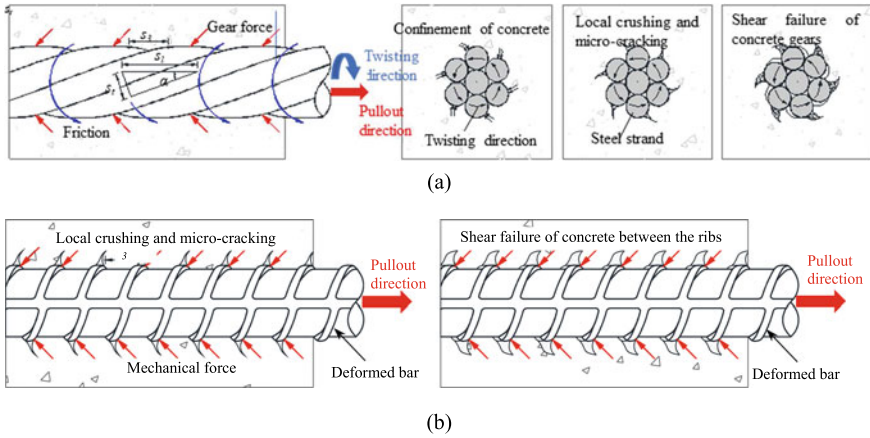 Gear force
s₃
s₁
s₂
α
Friction
Twisting
direction
Pullout
direction
Confinement of concrete
Twisting direction
Local crushing and
micro-cracking
Steel strand
Shear failure of
concrete gears
(a)
Local crushing and micro-cracking
3
Pullout
direction
Mechanical force
Deformed bar
Shear failure of concrete between the ribs
Pullout
direction
Deformed bar
(b)